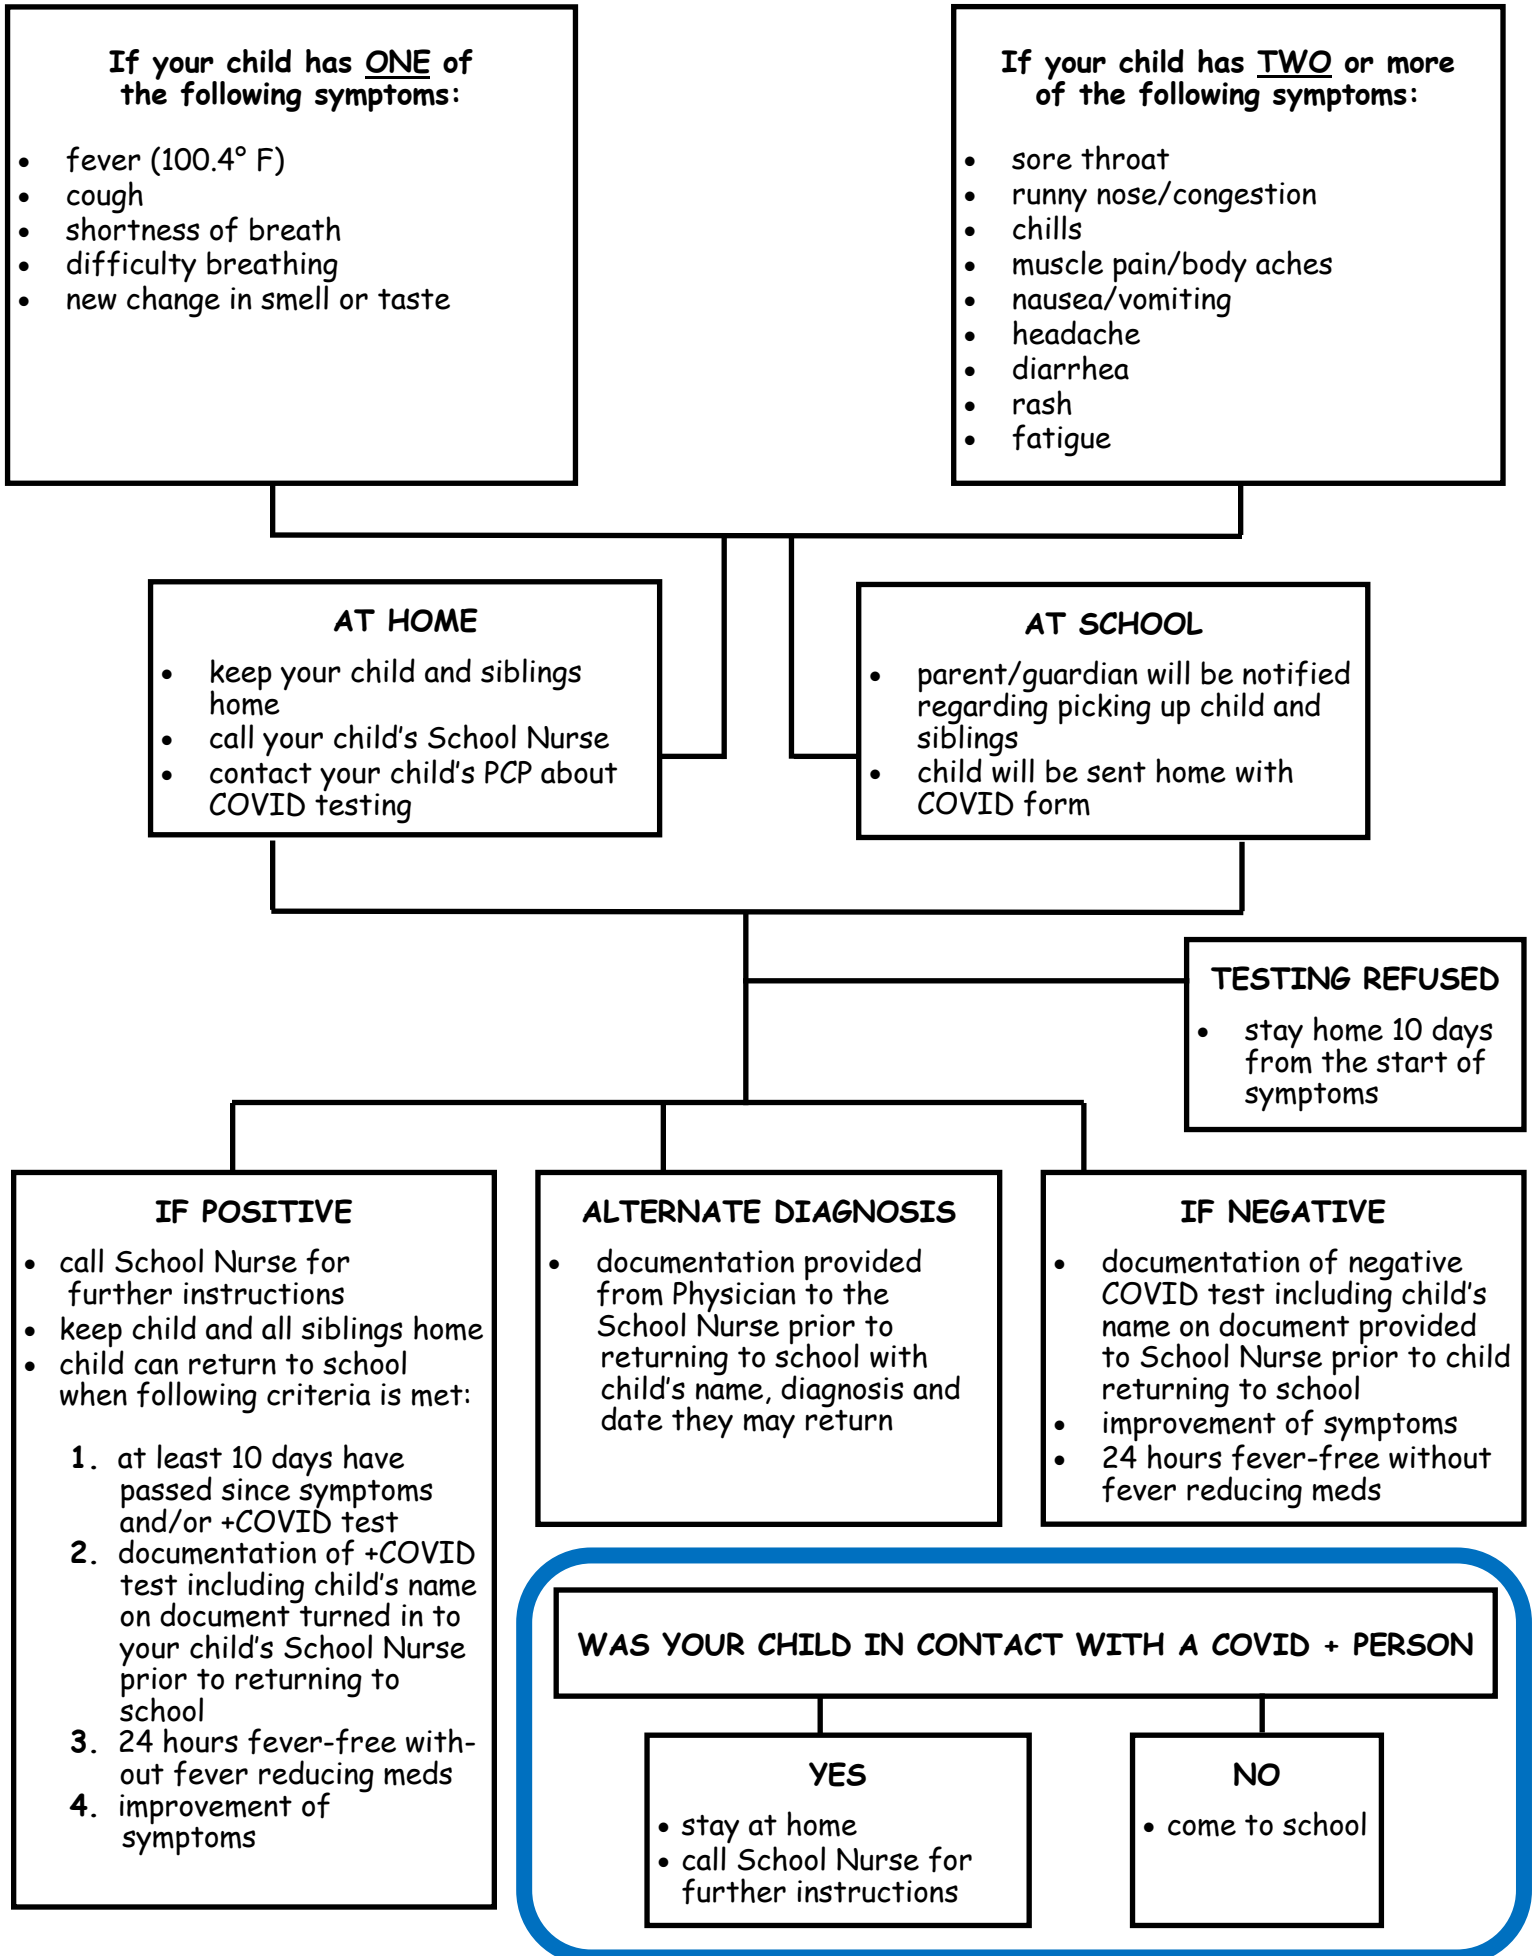 If your child has ONE of
the following symptoms:
• fever (100.4° F)
• cough
• shortness of breath
• difficulty breathing
• new change in smell or taste
If your child has TWO or more
of the following symptoms:
• sore throat
• runny nose/congestion
• chills
• muscle pain/body aches
• nausea/vomiting
• headache
• diarrhea
• rash
• fatigue
AT HOME
• keep your child and siblings
home
• call your child's School Nurse
• contact your child's PCP about
COVID testing
AT SCHOOL
• parent/guardian will be notified
regarding picking up child and
siblings
• child will be sent home with
COVID form
TESTING REFUSED
• stay home 10 days
from the start of
symptoms
IF POSITIVE
• call School Nurse for
further instructions
• keep child and all siblings home
• child can return to school
when following criteria is met:
1. at least 10 days have
passed since symptoms
and/or +COVID test
2. documentation of +COVID
test including child's name
on document turned in to
your child's School Nurse
prior to returning to
school
3. 24 hours fever-free with-
out fever reducing meds
4. improvement of
symptoms
ALTERNATE DIAGNOSIS
• documentation provided
from Physician to the
School Nurse prior to
returning to school with
child's name, diagnosis and
date they may return
IF NEGATIVE
• documentation of negative
COVID test including child's
name on document provided
to School Nurse prior to child
returning to school
• improvement of symptoms
• 24 hours fever-free without
fever reducing meds
WAS YOUR CHILD IN CONTACT WITH A COVID + PERSON
YES
• stay at home
• call School Nurse for
further instructions
NO
• come to school